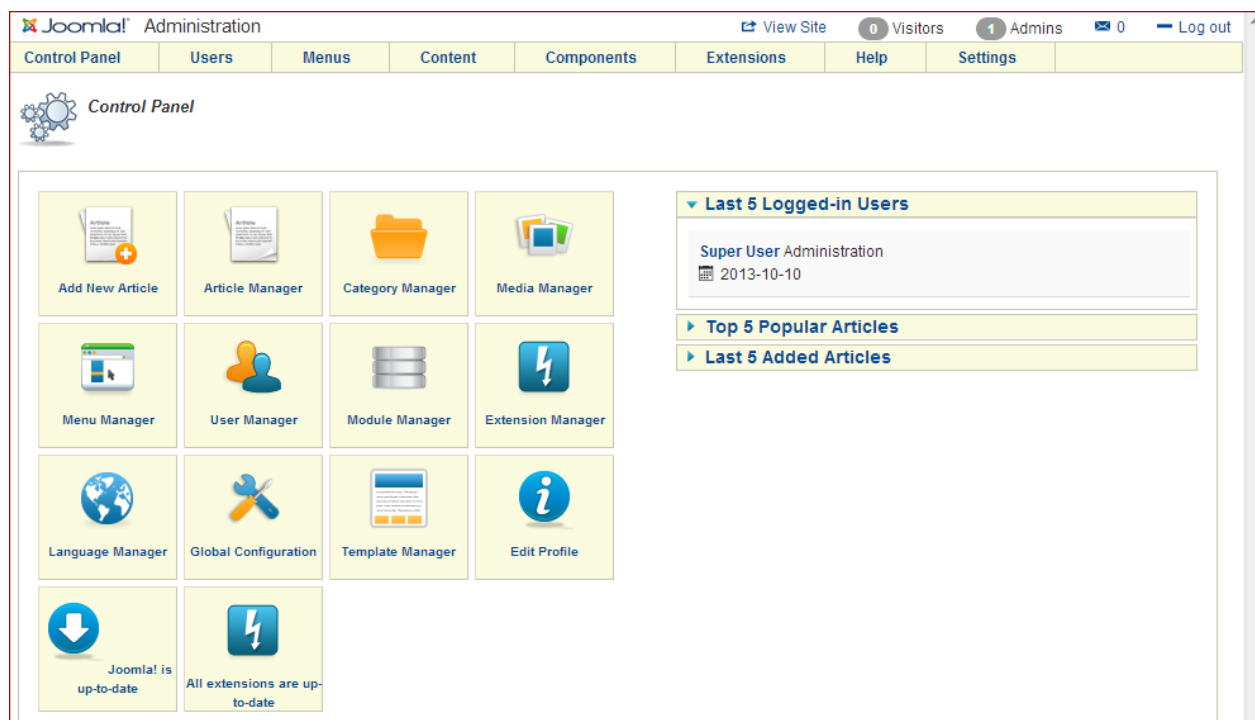 Joomla! Administration View Site 0 Visitors 1 Admins 0 Log out
Control Panel Users Menus Content Components Extensions Help Settings
Control Panel
Add New Article Article Manager Category Manager Media Manager
Menu Manager User Manager Module Manager Extension Manager
Language Manager Global Configuration Template Manager Edit Profile
Joomla! is
up-to-date
All extensions are up-
to-date
Last 5 Logged-in Users
Super User Administration
2013-10-10
Top 5 Popular Articles
Last 5 Added Articles